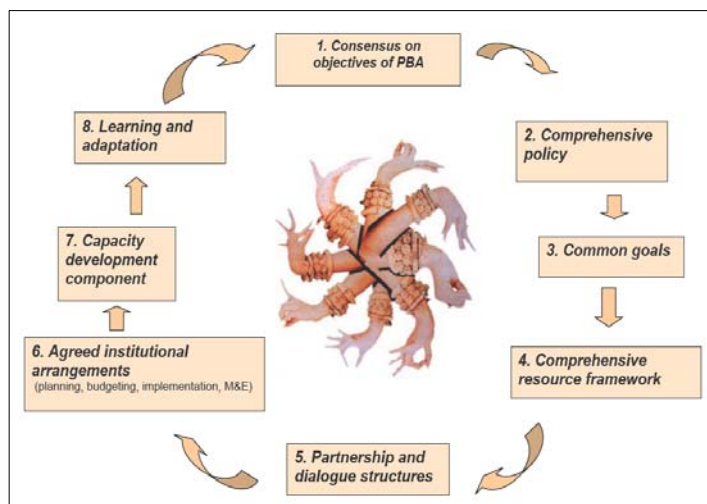 1. Consensus on
objectives of PBA
2. Comprehensive
policy
3. Common goals
4. Comprehensive
resource framework
5. Partnership and
dialogue structures
6. Agreed institutional
arrangements
(planning, budgeting, implementation, M&E)
7. Capacity
development
component
8. Learning and
adaptation